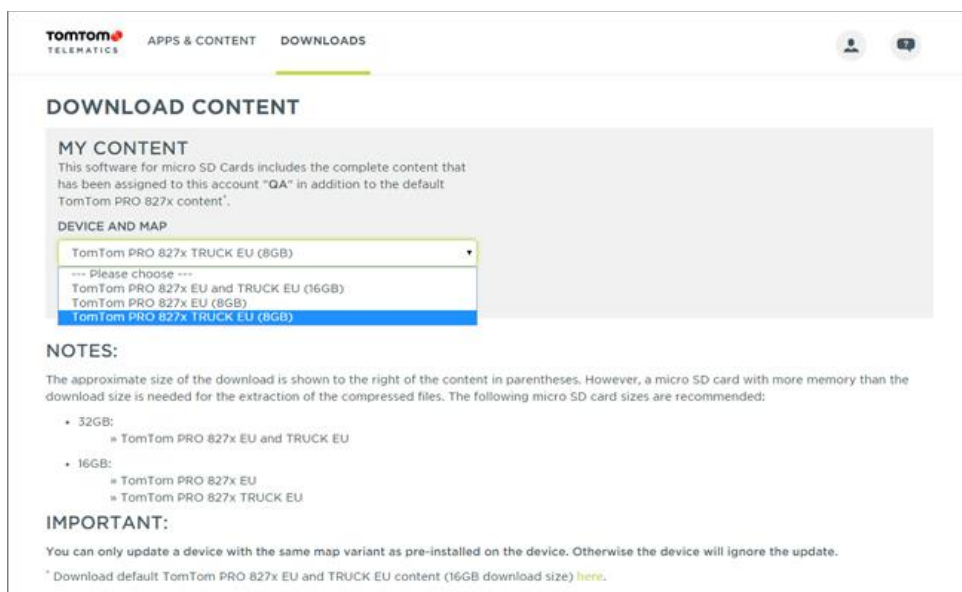 TOMTOM
TELEMATICS
APPS & CONTENT
DOWNLOADS
DOWNLOAD CONTENT
MY CONTENT
This software for micro SD Cards includes the complete content that
has been assigned to this account "QA" in addition to the default
TomTom PRO 827x content*.
DEVICE AND MAP
TomTom PRO 827x TRUCK EU (8GB)
--- Please choose ---
TomTom PRO 827x EU and TRUCK EU (16GB)
TomTom PRO 827x EU (8GB)
TomTom PRO 827x TRUCK EU (8GB)
NOTES:
The approximate size of the download is shown to the right of the content in parentheses. However, a micro SD card with more memory than the
download size is needed for the extraction of the compressed files. The following micro SD card sizes are recommended:
• 32GB:
» TomTom PRO 827x EU and TRUCK EU
• 16GB:
» TomTom PRO 827x EU
» TomTom PRO 827x TRUCK EU
IMPORTANT:
You can only update a device with the same map variant as pre-installed on the device. Otherwise the device will ignore the update.
* Download default TomTom PRO 827x EU and TRUCK EU content (16GB download size) here.